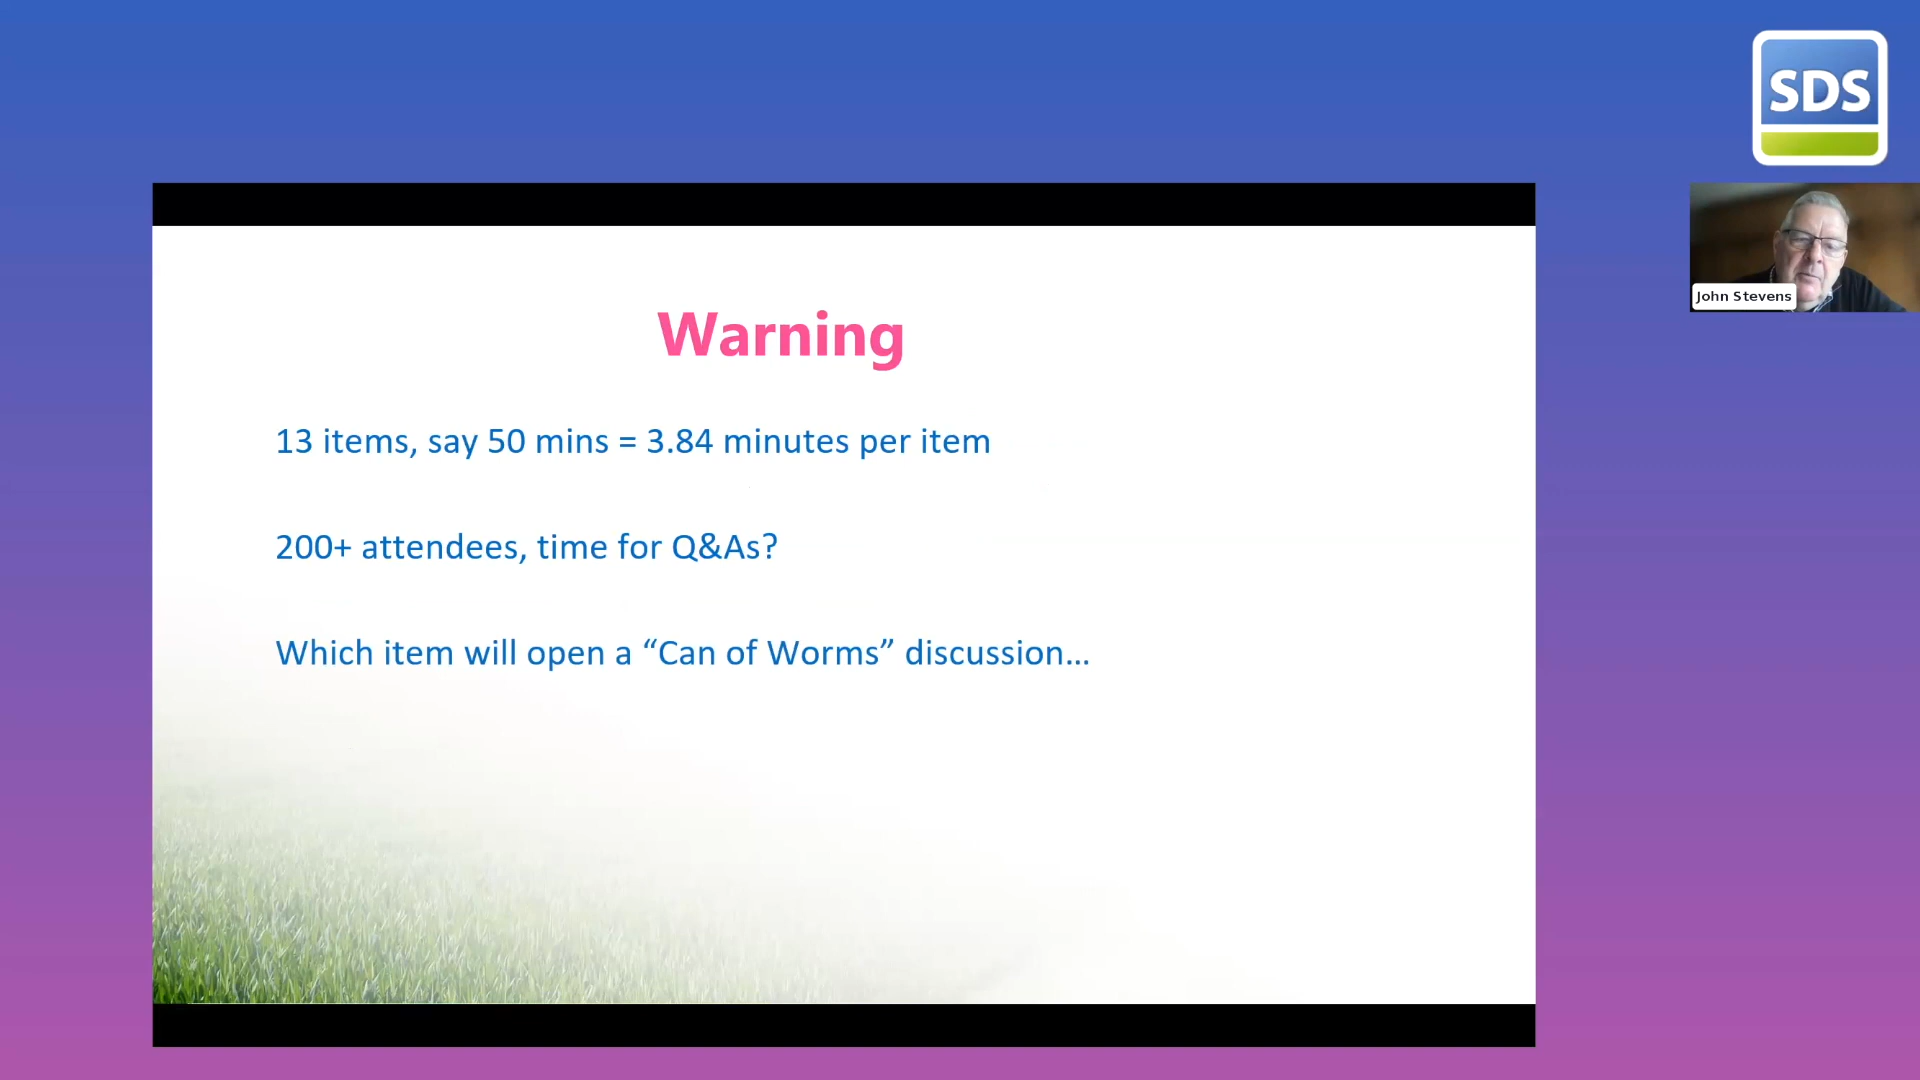 SDS
John Stevens
Warning
13 items, say 50 mins = 3.84 minutes per item
200+ attendees, time for Q&As?
Which item will open a “Can of Worms” discussion...